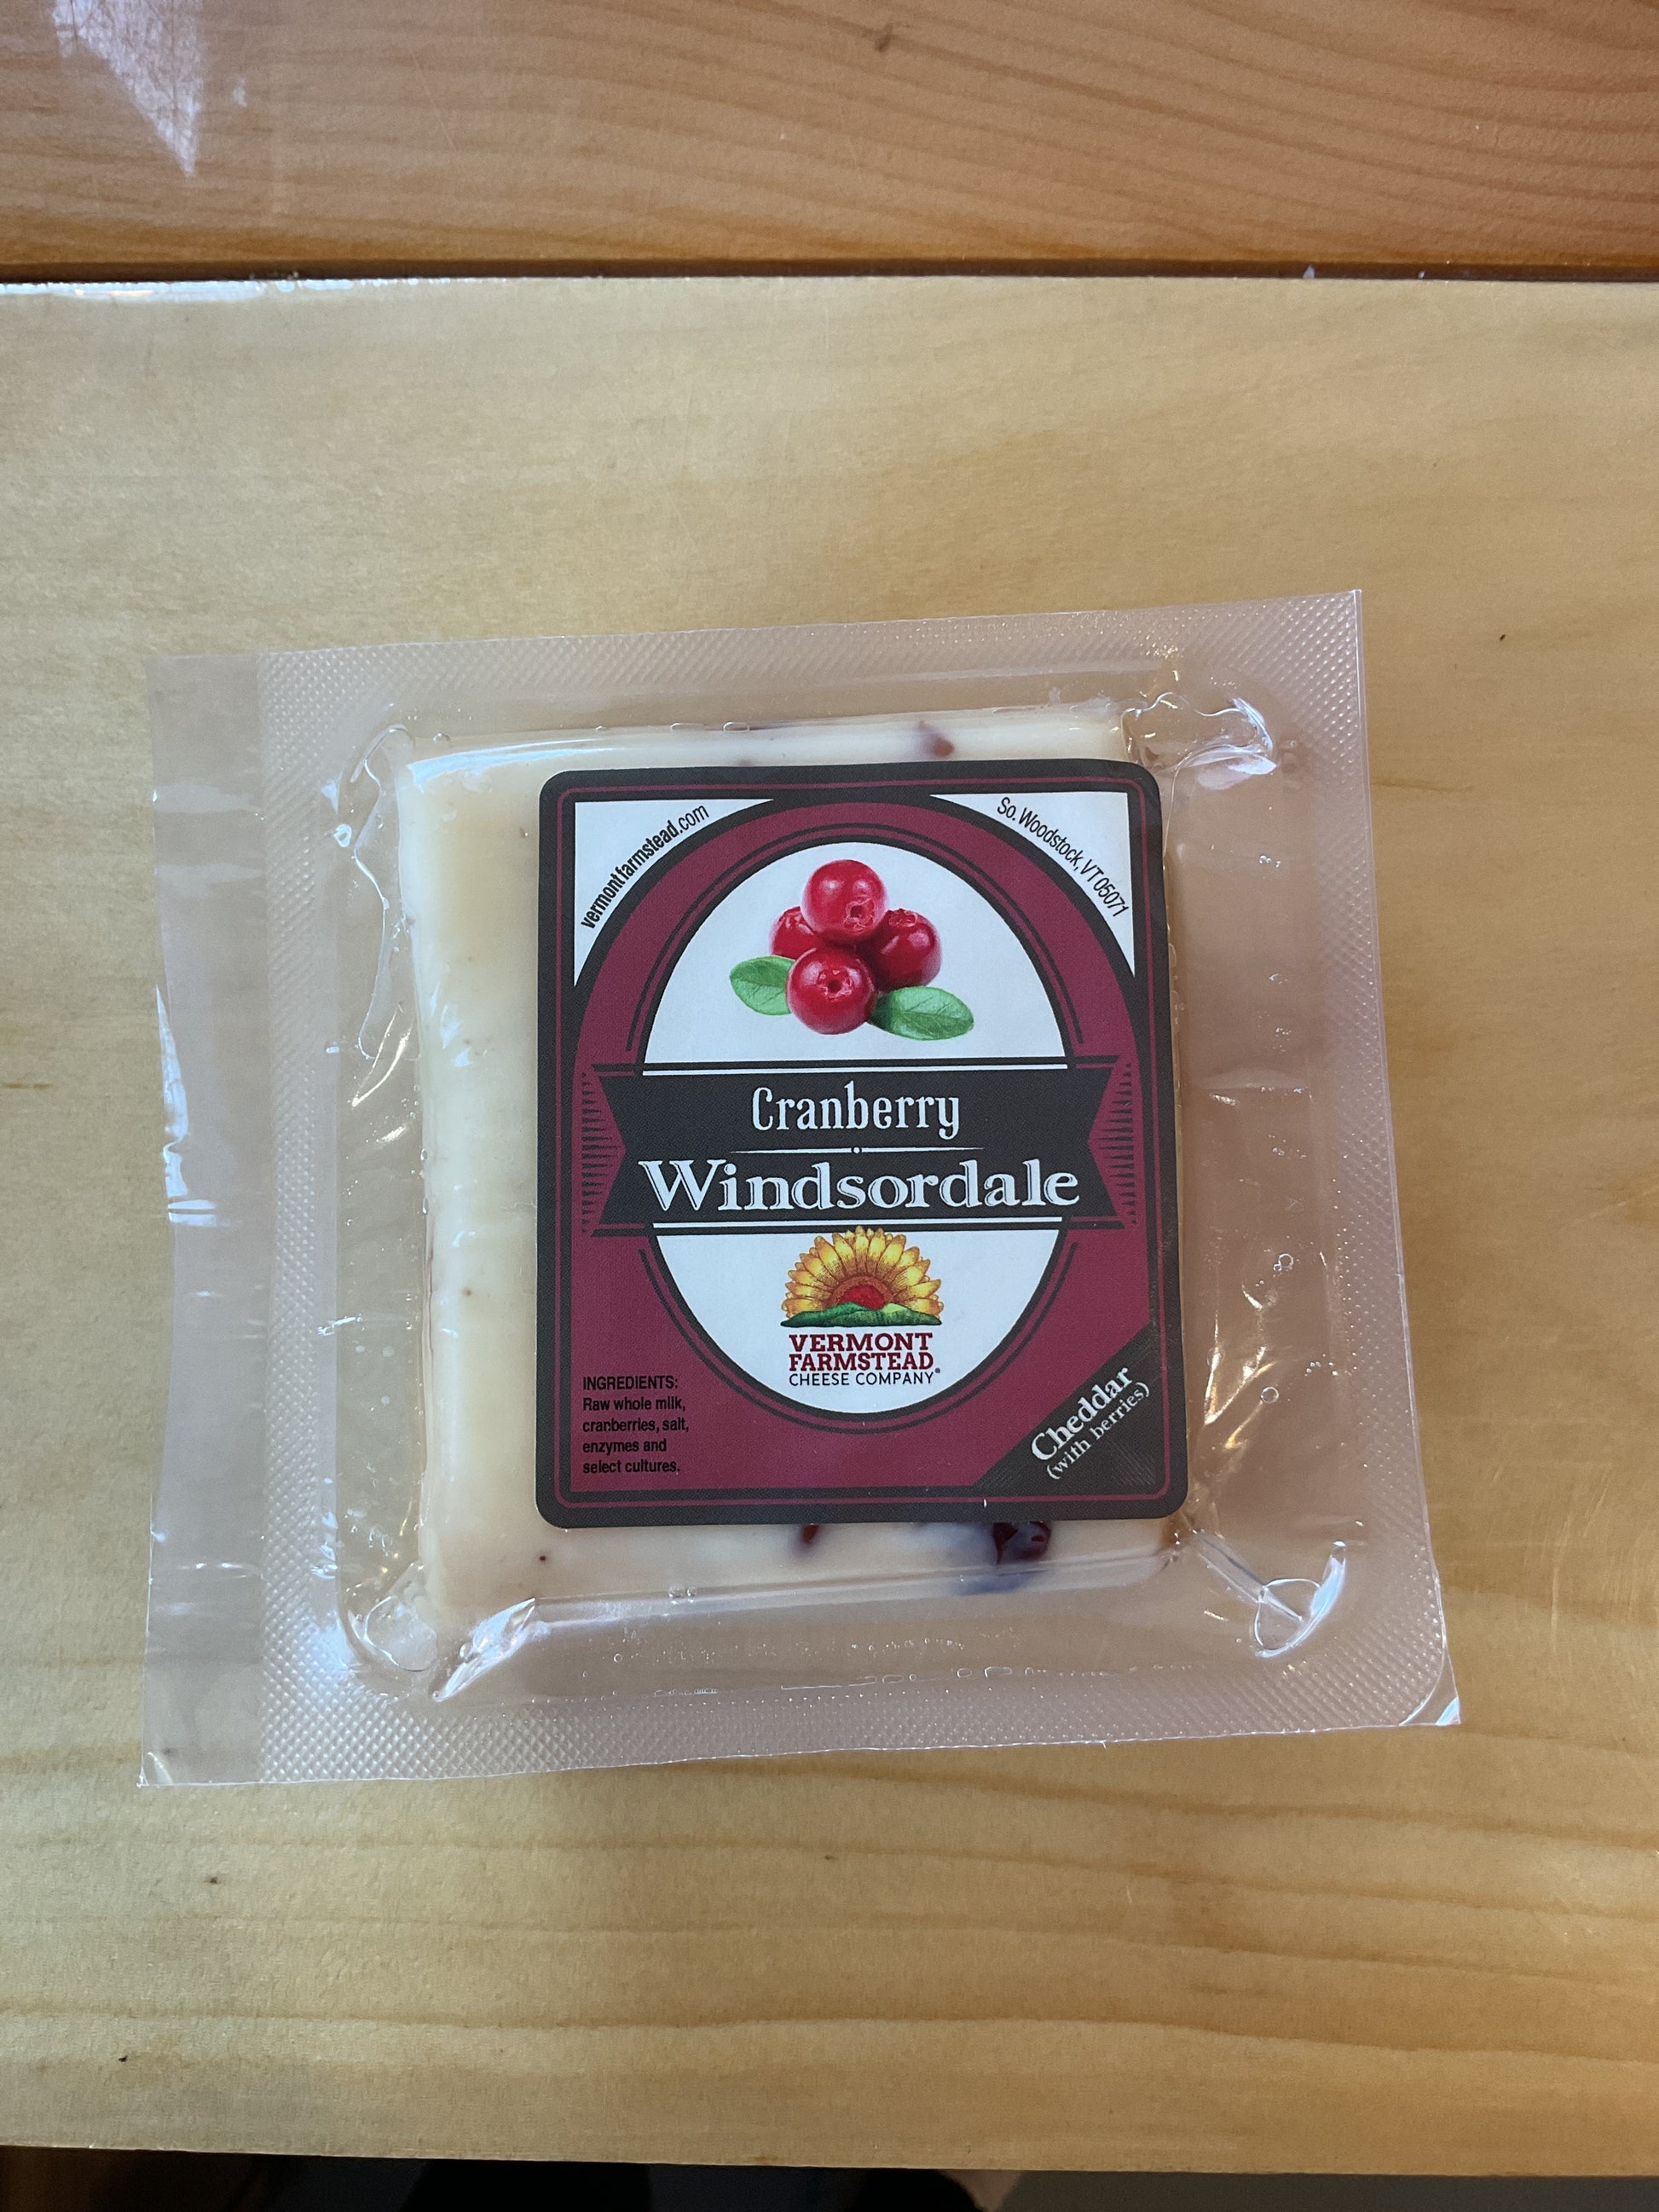 vermontfarmstead.com
So. Woodstock, VT 05071
Cranberry
Windsordale
VERMONT
FARMSTEAD®
CHEESE COMPANY
INGREDIENTS:
Raw whole milk,
cranberries, salt,
enzymes and
select cultures.
Cheddar
(with berries)